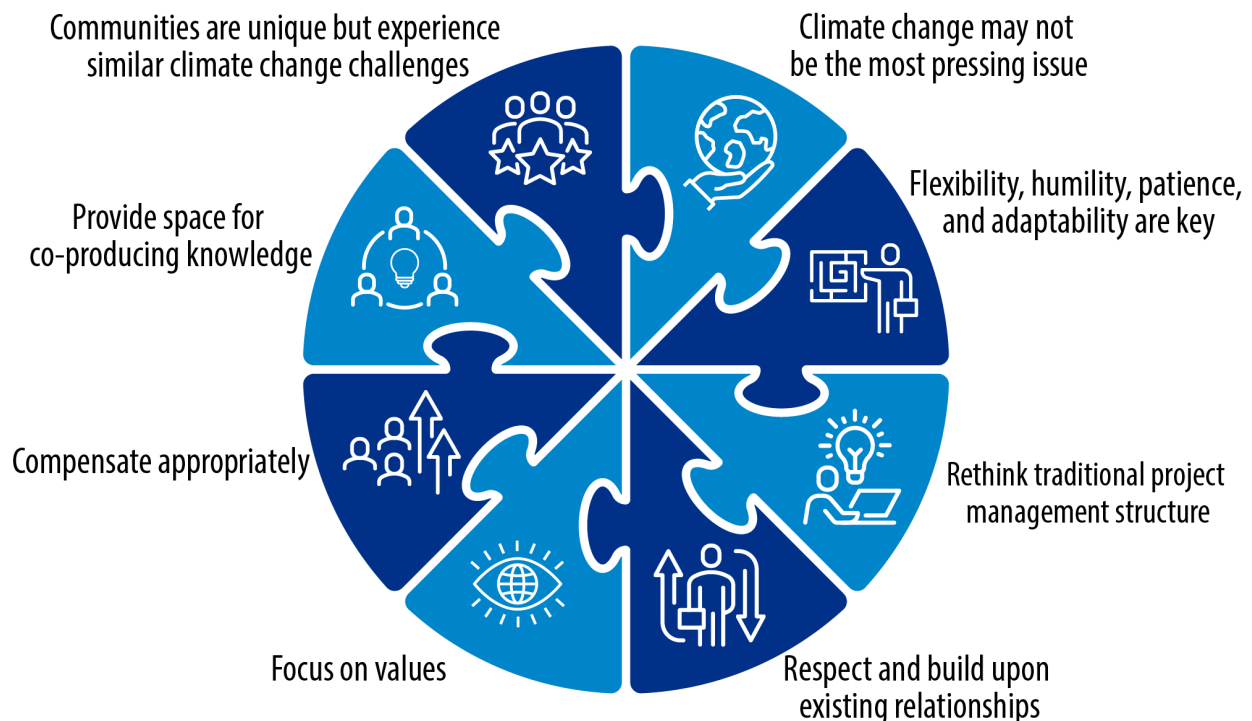 Communities are unique but experience
similar climate change challenges
Climate change may not
be the most pressing issue
Flexibility, humility, patience,
and adaptability are key
Rethink traditional project
management structure
Respect and build upon
existing relationships
Focus on values
Compensate appropriately
Provide space for
co-producing knowledge